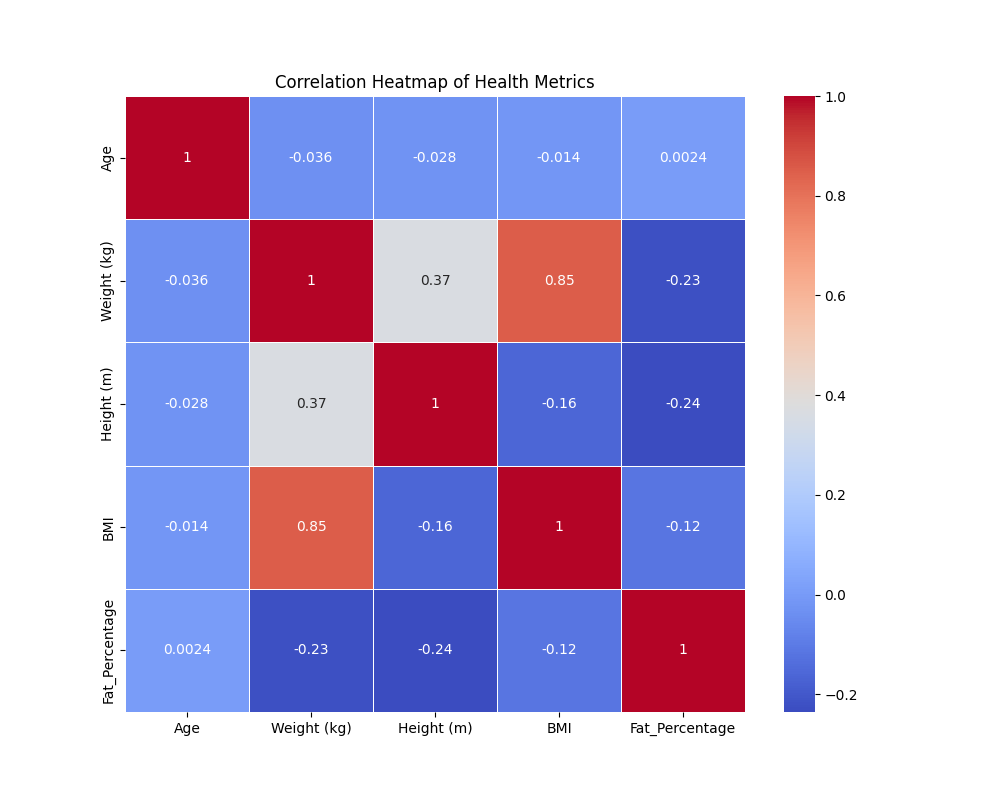 Correlation Heatmap of Health Metrics
Age 1 -0.036 -0.028 -0.014 0.0024
Weight (kg) -0.036 1 0.37 0.85 -0.23
Height (m) -0.028 0.37 1 -0.16 -0.24
BMI -0.014 0.85 -0.16 1 -0.12
Fat_Percentage 0.0024 -0.23 -0.24 -0.12 1
Age Weight (kg) Height (m) BMI Fat_Percentage
1.0
0.8
0.6
0.4
0.2
0.0
−0.2